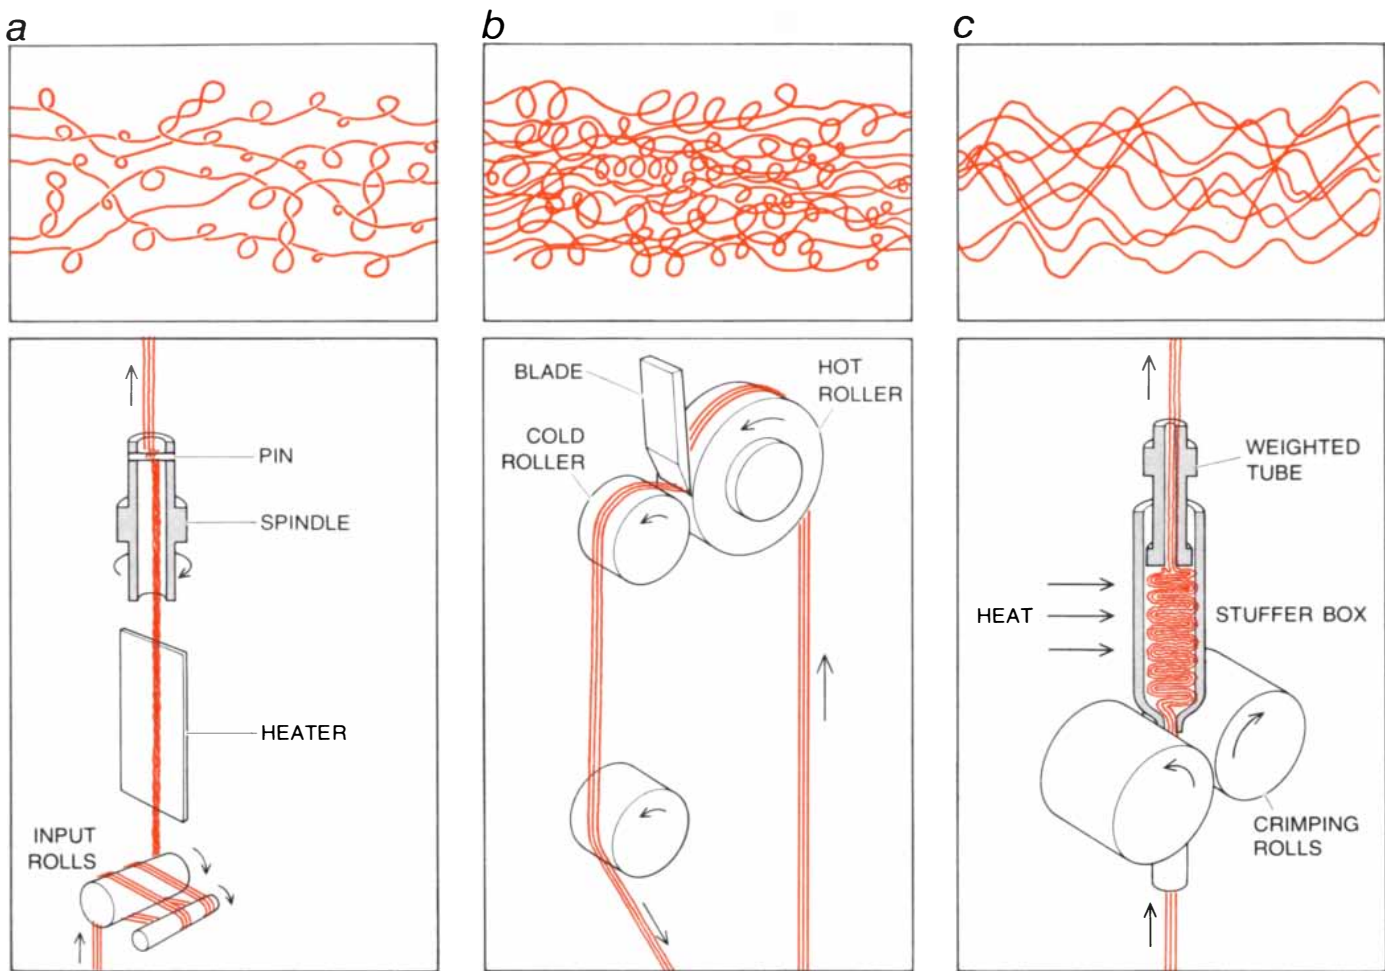 a
b
c
PIN
SPINDLE
HEATER
INPUT
ROLLS
BLADE
HOT
ROLLER
COLD
ROLLER
WEIGHTED
TUBE
HEAT
STUFFER BOX
CRIMPING
ROLLS